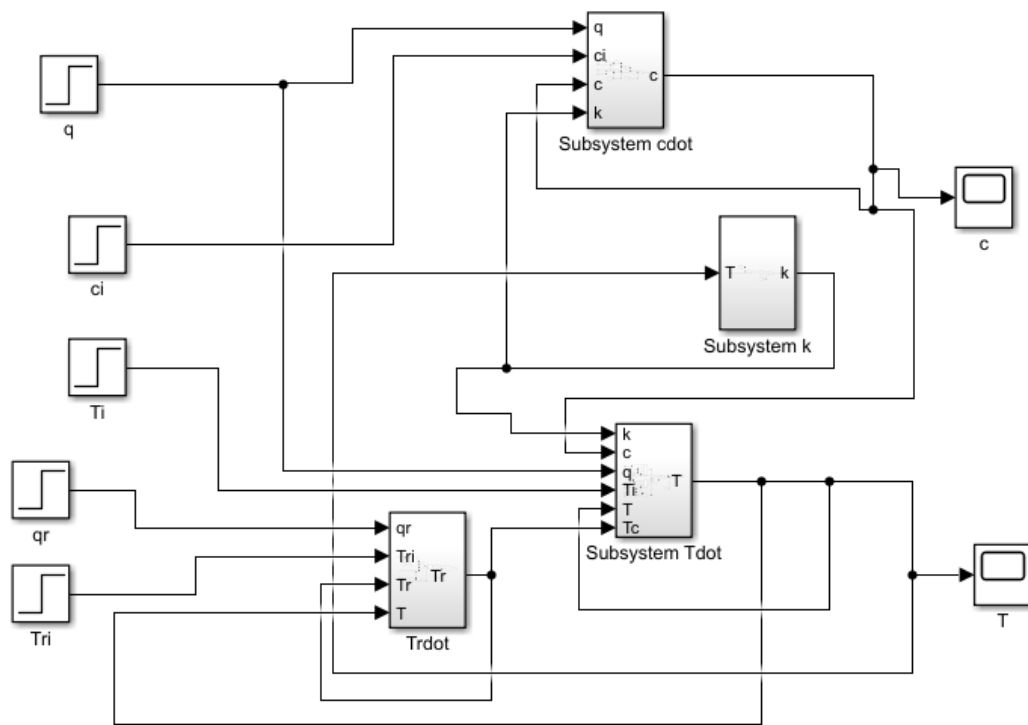 q
ci
c
k
c
Subsystem cdot
q
c
ci
T
k
Subsystem k
Ti
k
c
q
Ti
T
Tc
T
Subsystem Tdot
qr
qr
Tri
Tr
T
Tr
Trdot
Tri
T